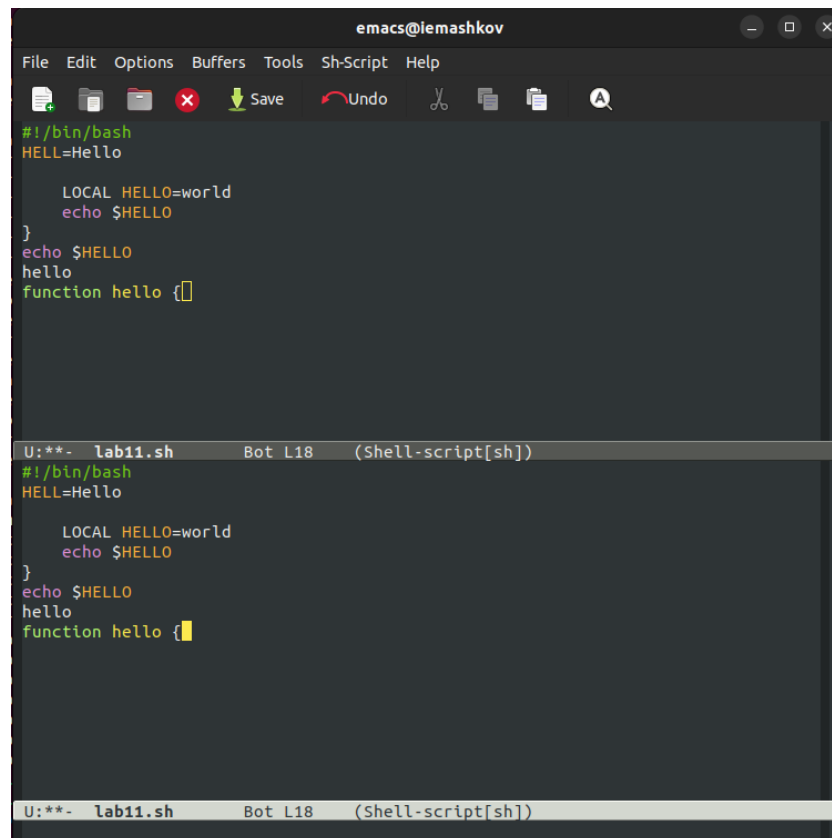 emacs@iemashkov
File Edit Options Buffers Tools Sh-Script Help
Save Undo
#!/bin/bash
HELL=Hello
LOCAL HELLO=world
echo $HELLO
}
echo $HELLO
hello
function hello {
U:**- lab11.sh Bot L18 (Shell-script[sh])
#!/bin/bash
HELL=Hello
LOCAL HELLO=world
echo $HELLO
}
echo $HELLO
hello
function hello {
U:**- lab11.sh Bot L18 (Shell-script[sh])